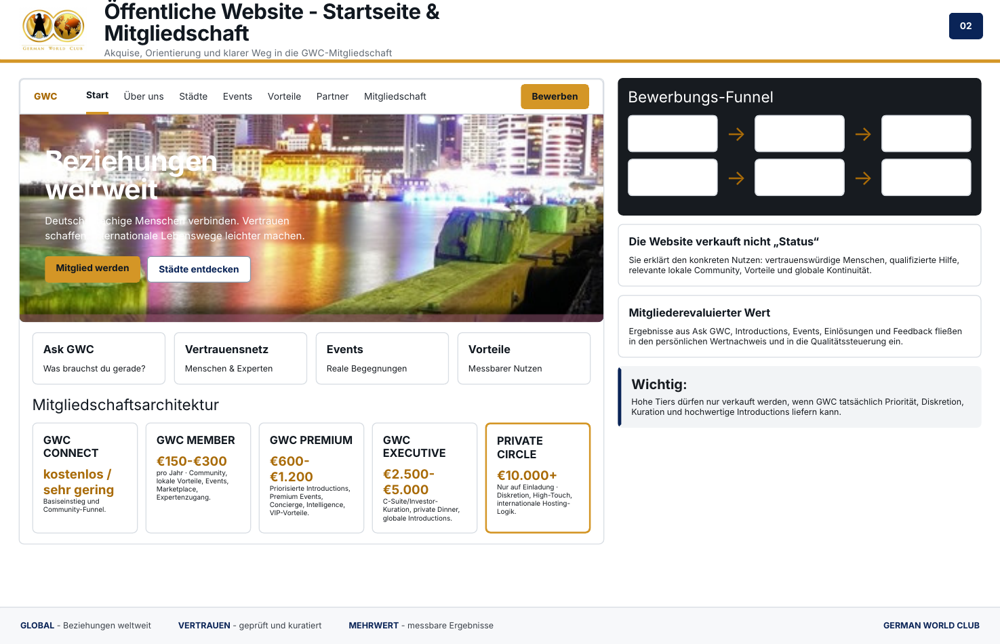 GERMAN WORLD CLUB
Öffentliche Website - Startseite &
Mitgliedschaft
Akquise, Orientierung und klarer Weg in die GWC-Mitgliedschaft
02
GWC
Start
Über uns
Städte
Events
Vorteile
Partner
Mitgliedschaft
Bewerben
Beziehungen
weltweit
Menschen verbinden. Vertrauen
schaffen. Lebenswege leichter machen.
Mitglied werden
Städte entdecken
Ask GWC
Was brauchst du gerade?
Vertrauensnetz
Menschen & Experten
Events
Reale Begegnungen
Vorteile
Messbarer Nutzen
Mitgliedschaftsarchitektur
GWC
CONNECT
kostenlos /
sehr gering
Basiseinstieg und
Community-Funnel.
GWC MEMBER
€150-€300
pro Jahr · Community,
lokale Vorteile, Events,
Marketplace,
Expertenzugang.
GWC PREMIUM
€600-
€1.200
Priorisierte Introductions,
Premium Events,
Concierge, Intelligence,
VIP-Vorteile.
GWC
EXECUTIVE
€2.500-
€5.000
C-Suite/Investor-
Kuration, private Dinner,
globale Introductions.
PRIVATE
CIRCLE
€10.000+
Nur auf Einladung ·
Diskretion, High-Touch,
internationale Hosting-
Logik.
Bewerbungs-Funnel
Die Website verkauft nicht „Status“
Sie erklärt den konkreten Nutzen: vertrauenswürdige Menschen, qualifizierte Hilfe,
relevante lokale Community, Vorteile und globale Kontinuität.
Mitgliederevaluierter Wert
Ergebnisse aus Ask GWC, Introductions, Events, Einlösungen und Feedback fließen
in den persönlichen Wertnachweis und in die Qualitätssteuerung ein.
Wichtig:
Hohe Tiers dürfen nur verkauft werden, wenn GWC tatsächlich Priorität, Diskretion,
Kuration und hochwertige Introductions liefern kann.
GLOBAL - Beziehungen weltweit
VERTRAUEN - geprüft und kuratiert
MEHRWERT - messbare Ergebnisse
GERMAN WORLD CLUB